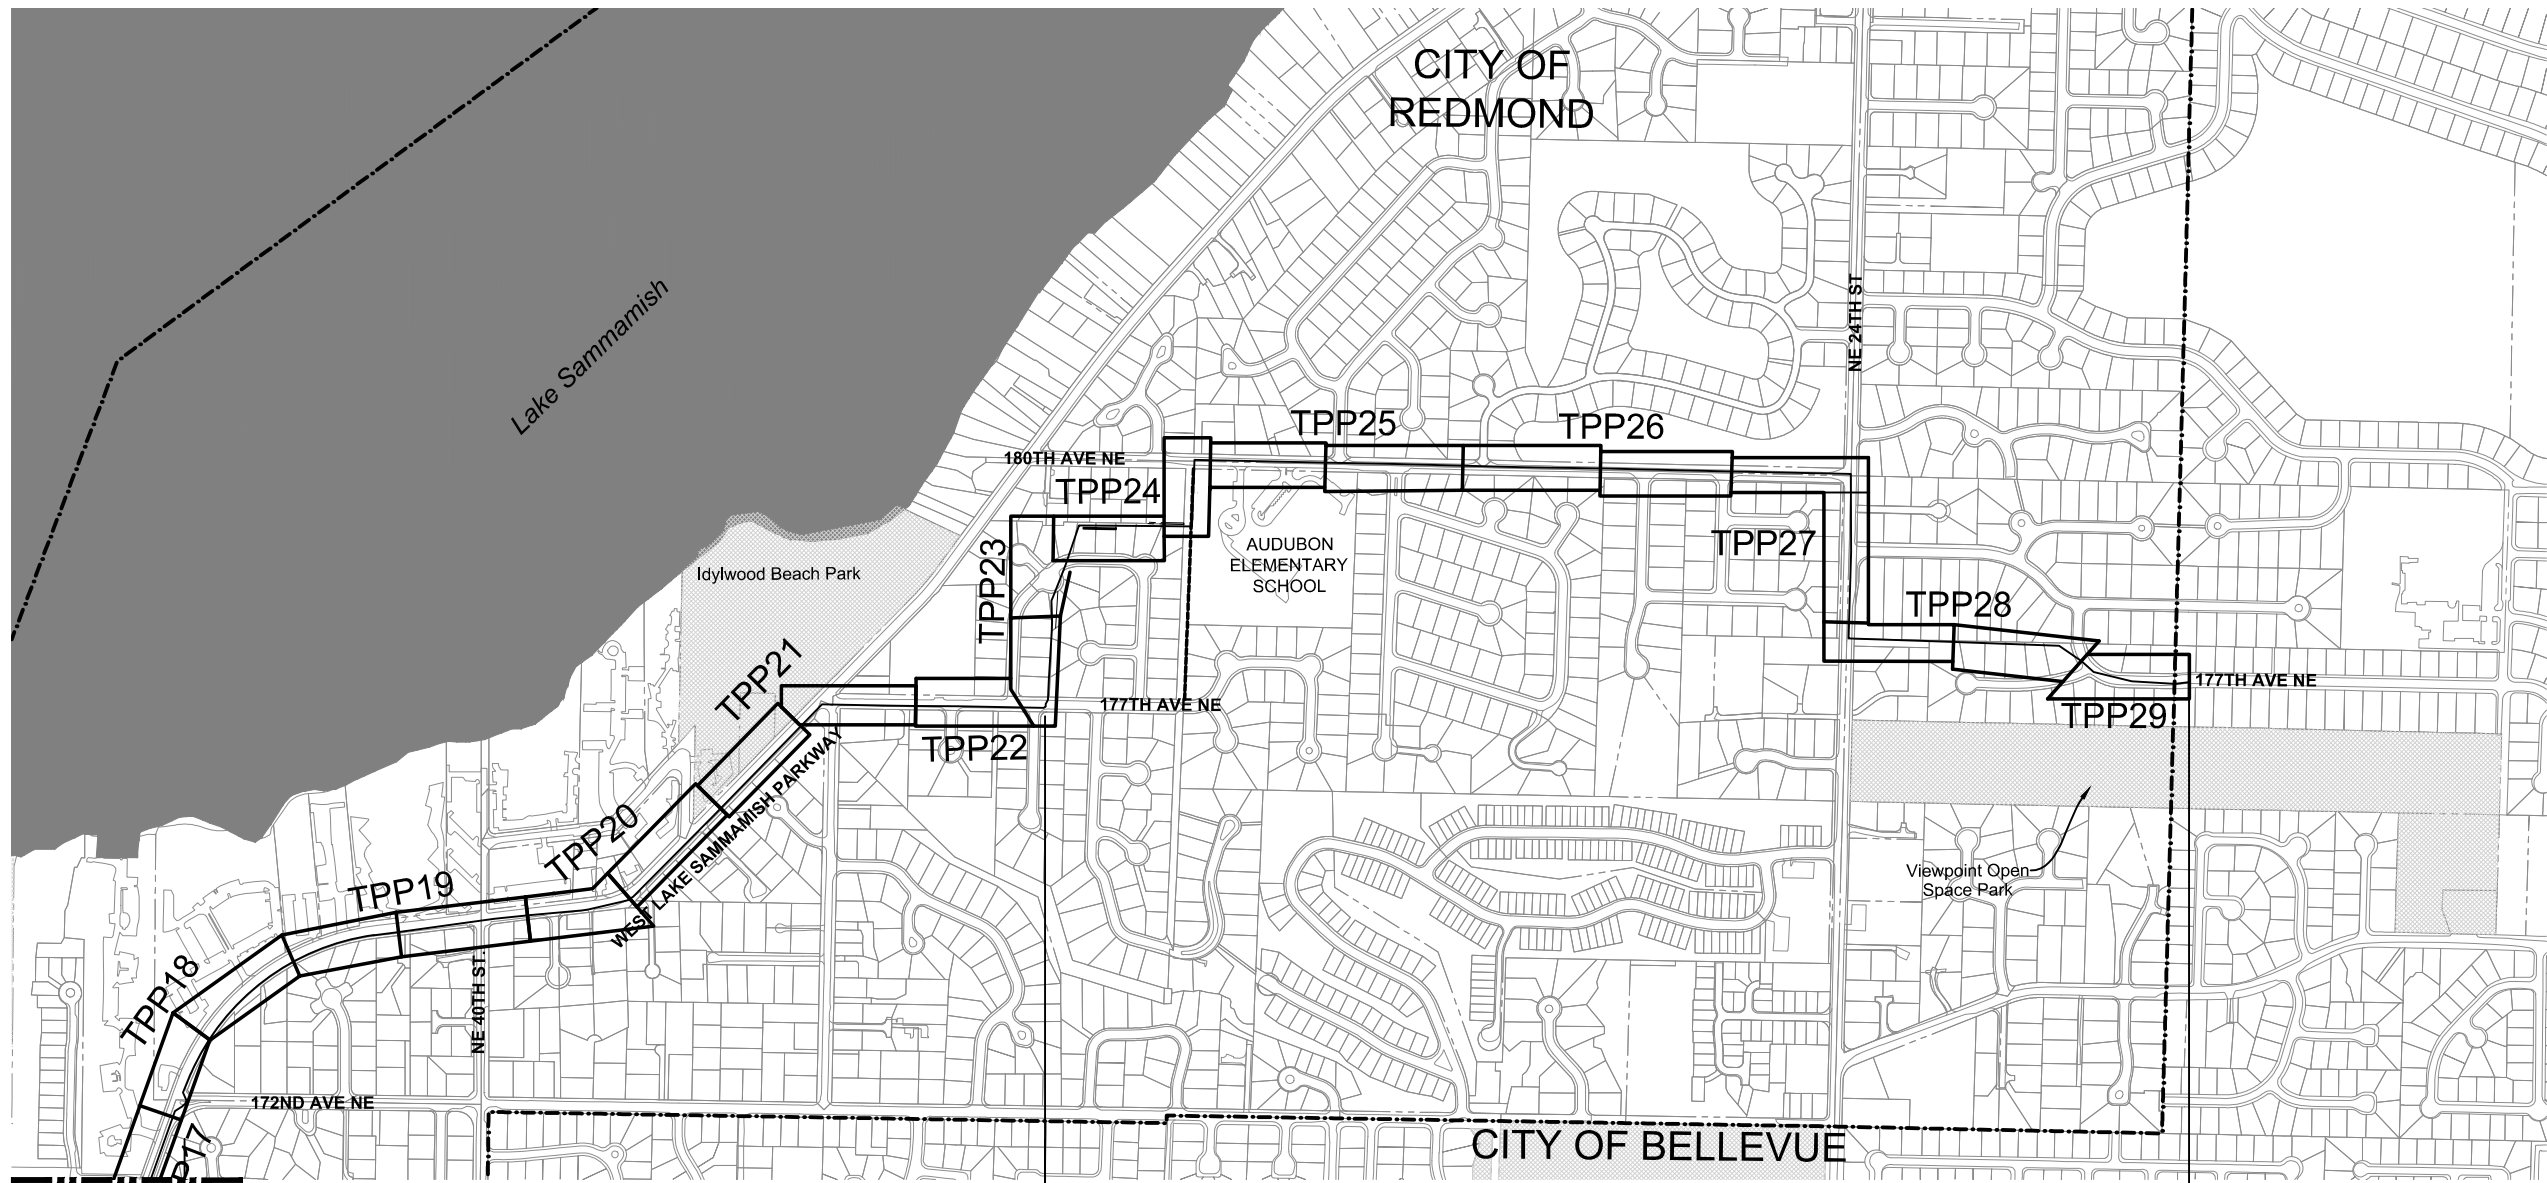 CITY OF
REDMOND
Lake Sammamish
NE 24TH ST
TPP25
TPP26
180TH AVE NE
TPP24
TPP23
AUDUBON
ELEMENTARY
SCHOOL
TPP27
Idylwood Beach Park
TPP28
TPP21
177TH AVE NE
177TH AVE NE
TPP29
TPP22
WEST LAKE SAMMAMISH PARKWAY
TPP20
TPP19
Viewpoint Open
Space Park
TPP18
NE 40TH ST.
172ND AVE NE
P17
CITY OF BELLEVUE